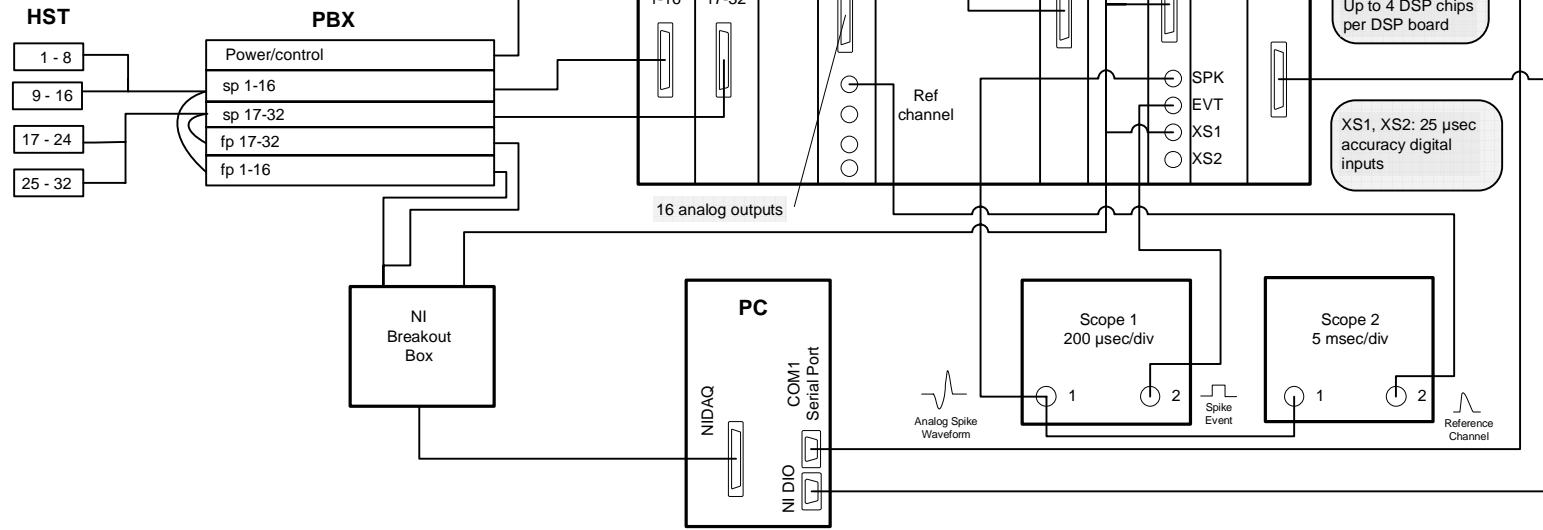 HST
PBX
1 - 8
9 - 16
17 - 24
25 - 32
Power/control
sp 1-16
sp 17-32
fp 17-32
fp 1-16
1-16
17-32
16 analog outputs
Ref
channel
SPK
EVT
XS1
XS2
Up to 4 DSP chips
per DSP board
XS1, XS2: 25 µsec
accuracy digital
inputs
NI
Breakout
Box
PC
NIDAQ
COM1
Serial Port
NI DIO
Analog Spike
Waveform
Scope 1
200 µsec/div
1
2
Spike
Event
Scope 2
5 msec/div
1
2
Reference
Channel